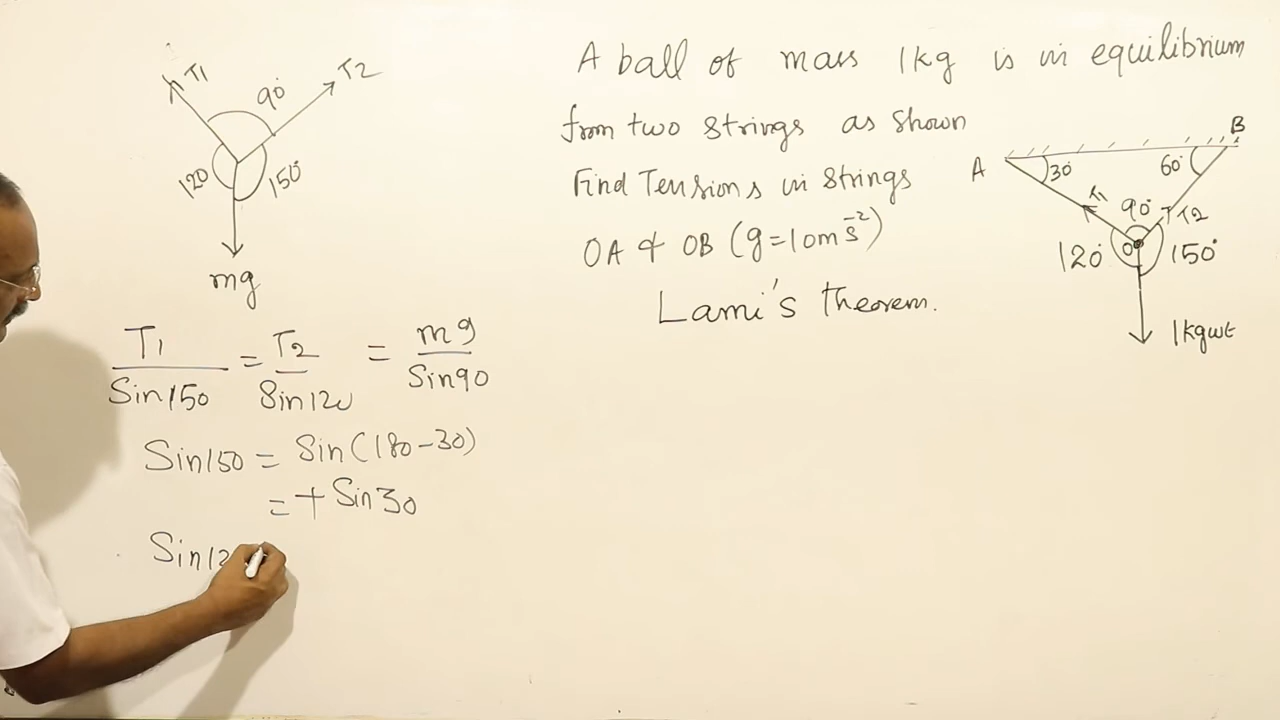 A ball of mass 1kg is in equilibrium
from two strings as shown
Find Tensions in strings
OA & OB (g=10ms⁻²)
Lami's theorem.
A
B
30°
60°
T1
90°
T2
120°
O
150°
1kgwt
T1
T2
90°
120
150°
mg
T1/Sin150 = T2/Sin120 = mg/Sin90
Sin150 = Sin(180-30)
= + Sin30
Sin12